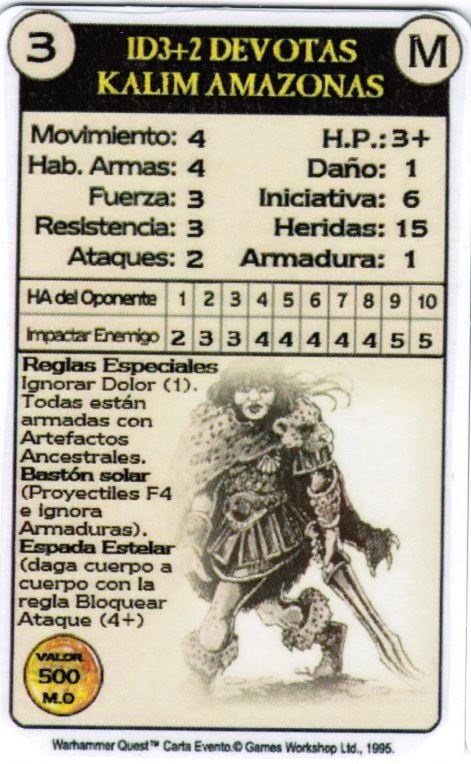 3
1D3+2 DEVOTAS
KALIM AMAZONAS
M
Movimiento: 4
H.P.: 3+
Hab. Armas: 4
Daño: 1
Fuerza: 3
Iniciativa: 6
Resistencia: 3
Heridas: 15
Ataques: 2
Armadura: 1
HA del Oponente 1 2 3 4 5 6 7 8 9 10
Impactar Enemigo 2 3 3 4 4 4 4 4 5 5
Reglas Especiales
Ignorar Dolor (1).
Todas están
armadas con
Artefactos
Ancestrales.
Bastón solar
(Proyectiles F4
e ignora
Armaduras).
Espada Estelar
(daga cuerpo a
cuerpo con la
regla Bloquear
Ataque (4+)
VALOR
500
M.O
Warhammer Quest™ Carta Evento.© Games Workshop Ltd., 1995.